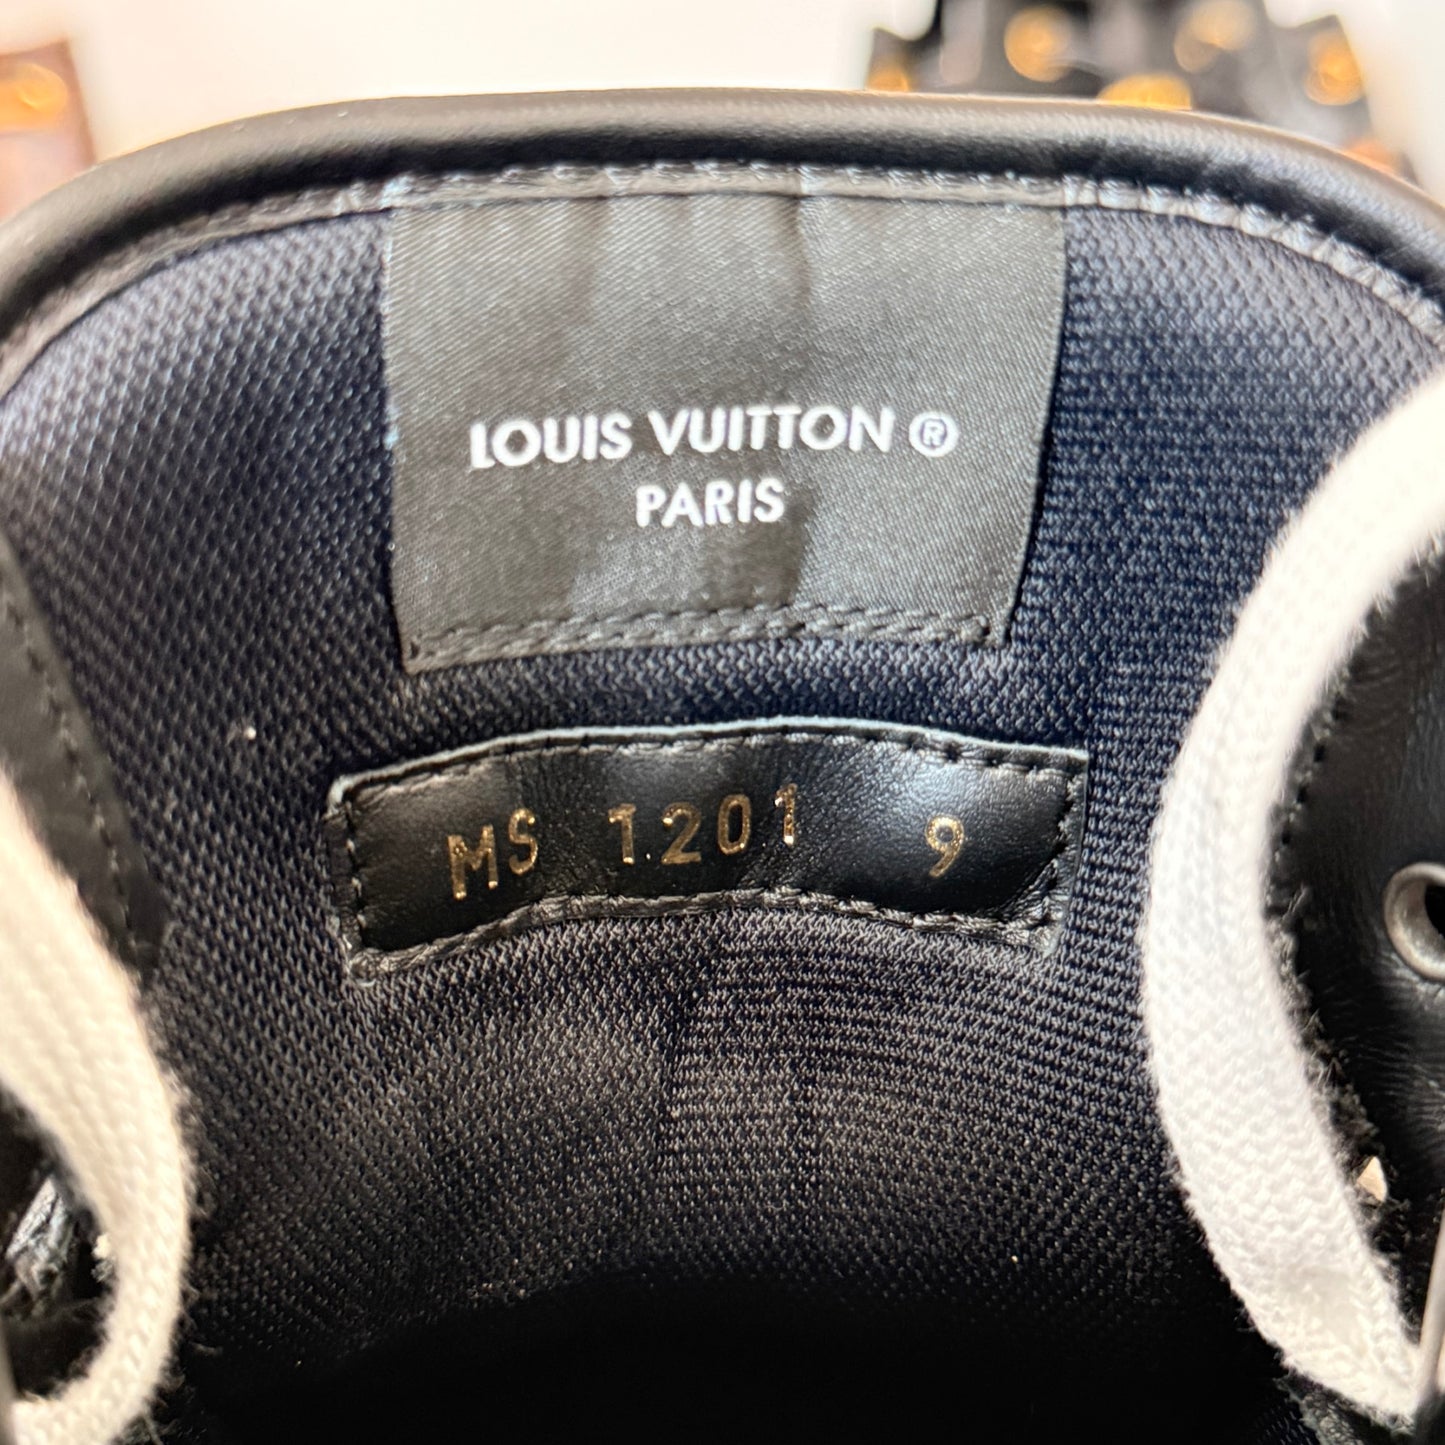 LOUIS VUITTON ®
PARIS
MS 1201 9